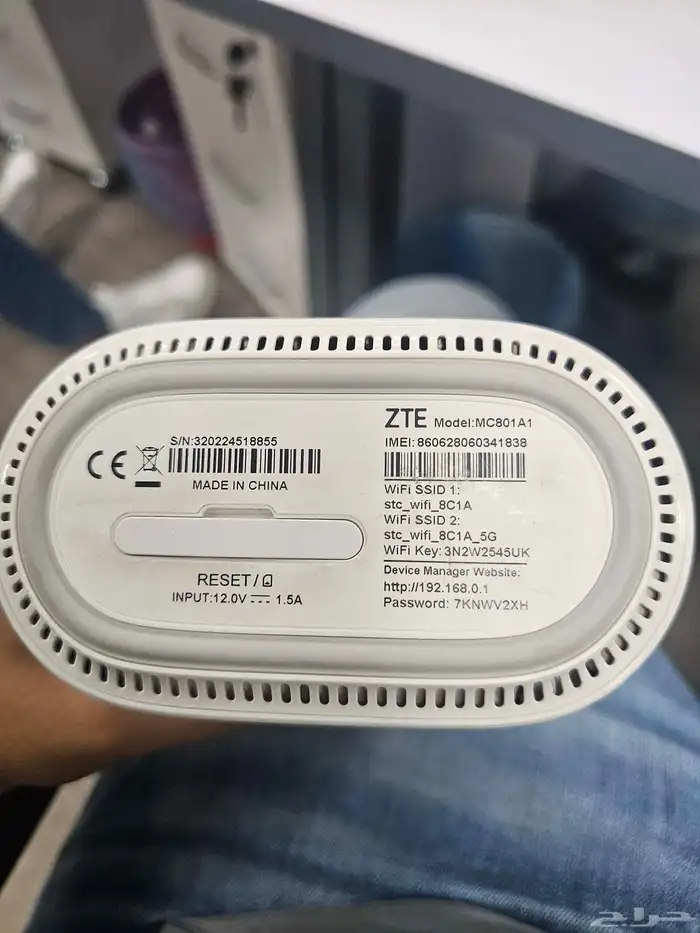 S/N:320224518855
MADE IN CHINA
RESET/
INPUT:12.0V 1.5A
ZTE Model:MC801A1
IMEI: 860628060341838
WiFi SSID 1:
stc_wifi_8C1A
WiFi SSID 2:
stc_wifi_8C1A_5G
WiFi Key: 3N2W2545UK
Device Manager Website:
http://192.168.0.1
Password: 7KNWV2XH
حراج